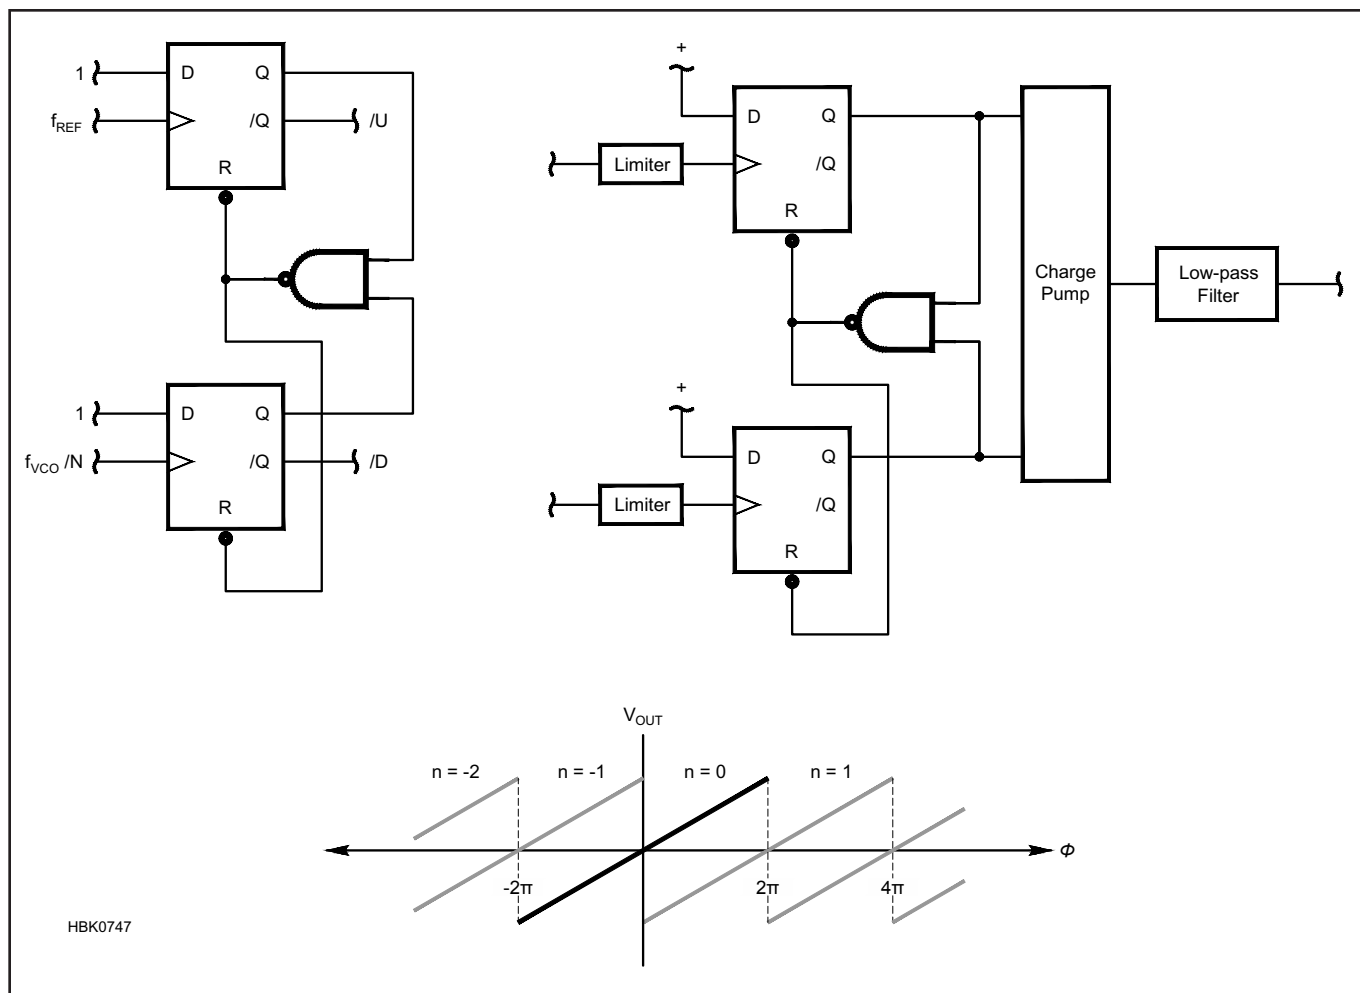 1
D
Q
f_REF
/Q
/U
R
1
D
Q
f_VCO /N
/Q
/D
R
+
D
Q
Limiter
/Q
R
Charge
Pump
Low-pass
Filter
+
D
Q
Limiter
/Q
R
V_OUT
n = -2
n = -1
n = 0
n = 1
Φ
-2π
2π
4π
HBK0747